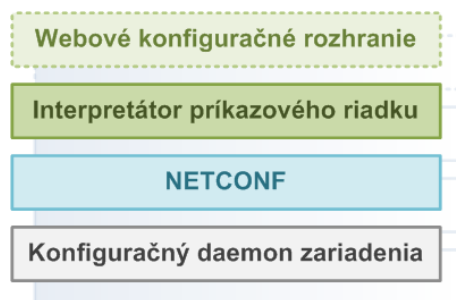 Webové konfiguračné rozhranie
Interpretátor príkazového riadku
NETCONF
Konfiguračný daemon zariadenia